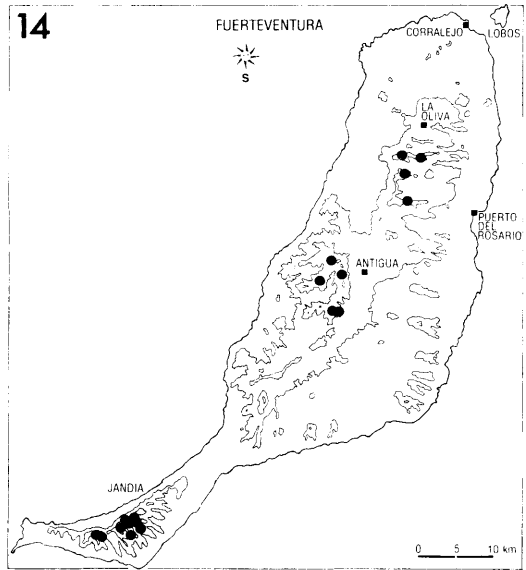 14
FUERTEVENTURA
S
CORRALEJO
LOBOS
LA
OLIVA
PUERTO
DEL
ROSARIO
ANTIGUA
JANDIA
0 5 10 km